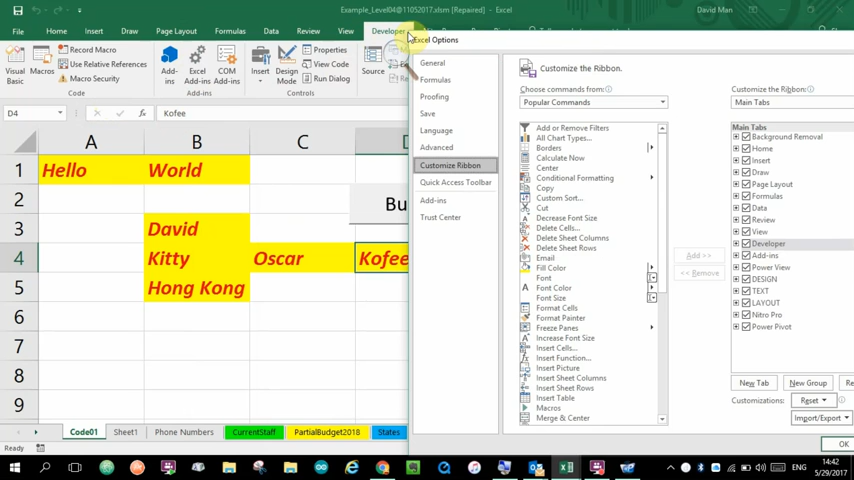 Example_Level04@11052017.xlsm [Repaired]
David Man
File Home Insert Draw Page Layout Formulas Data Review View Developer
Visual Basic
Macros
Record Macro
Use Relative References
Macro Security
Code
Add-ins
Excel Add-ins
COM Add-ins
Add-ins
Insert
Design Mode
Properties
View Code
Run Dialog
Controls
Source
D4
fx
Kofee
A B C D
1 Hello World
2 Bu
3 David
4 Kitty Oscar Kofee
5 Hong Kong
6
7
8
9
Code01 Sheet1 Phone Numbers CurrentStaff PartialBudget2018 States
Ready
Excel Options
General
Formulas
Proofing
Save
Language
Advanced
Customize Ribbon
Quick Access Toolbar
Add-ins
Trust Center
Customize the Ribbon.
Choose commands from:
Popular Commands
Add or Remove Filters
All Chart Types...
Borders
Calculate Now
Center
Conditional Formatting
Copy
Custom Sort...
Cut
Decrease Font Size
Delete Cells...
Delete Sheet Columns
Delete Sheet Rows
Email
Fill Color
Font
Font Color
Font Size
Format Cells
Format Painter
Freeze Panes
Increase Font Size
Insert Cells...
Insert Function...
Insert Picture
Insert Sheet Columns
Insert Sheet Rows
Insert Table
Macros
Merge & Center
Add >>
<< Remove
Customize the Ribbon:
Main Tabs
Main Tabs
Background Removal
Home
Insert
Draw
Page Layout
Formulas
Data
Review
View
Developer
Add-ins
Power View
DESIGN
TEXT
LAYOUT
Nitro Pro
Power Pivot
New Tab New Group Re
Customizations: Reset
Import/Export
OK
ENG
14:42
5/29/2017